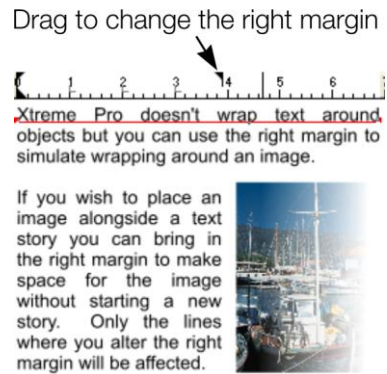 Drag to change the right margin
0 1 2 3 4 5 6
Xtreme Pro doesn't wrap text around
objects but you can use the right margin to
simulate wrapping around an image.
If you wish to place an
image alongside a text
story you can bring in
the right margin to make
space for the image
without starting a new
story. Only the lines
where you alter the right
margin will be affected.